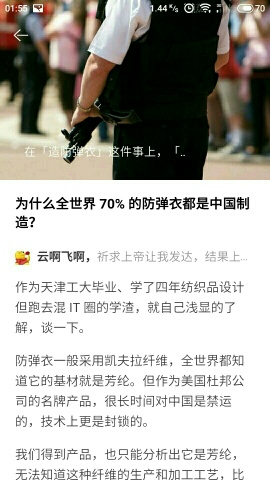 01:55
1.44 K/s
70
在「造防弹衣」这件事上，「..
为什么全世界 70% 的防弹衣都是中国制
造？
云啊飞啊，祈求上帝让我发达，结果上...
作为天津工大毕业、学了四年纺织品设计
但跑去混 IT 圈的学渣，就自己浅显的了
解，谈一下。
防弹衣一般采用凯夫拉纤维，全世界都知
道它的基材就是芳纶。但作为美国杜邦公
司的名牌产品，很长时间对中国是禁运
的，技术上更是封锁的。
我们得到产品，也只能分析出它是芳纶，
无法知道这种纤维的生产和加工工艺，比